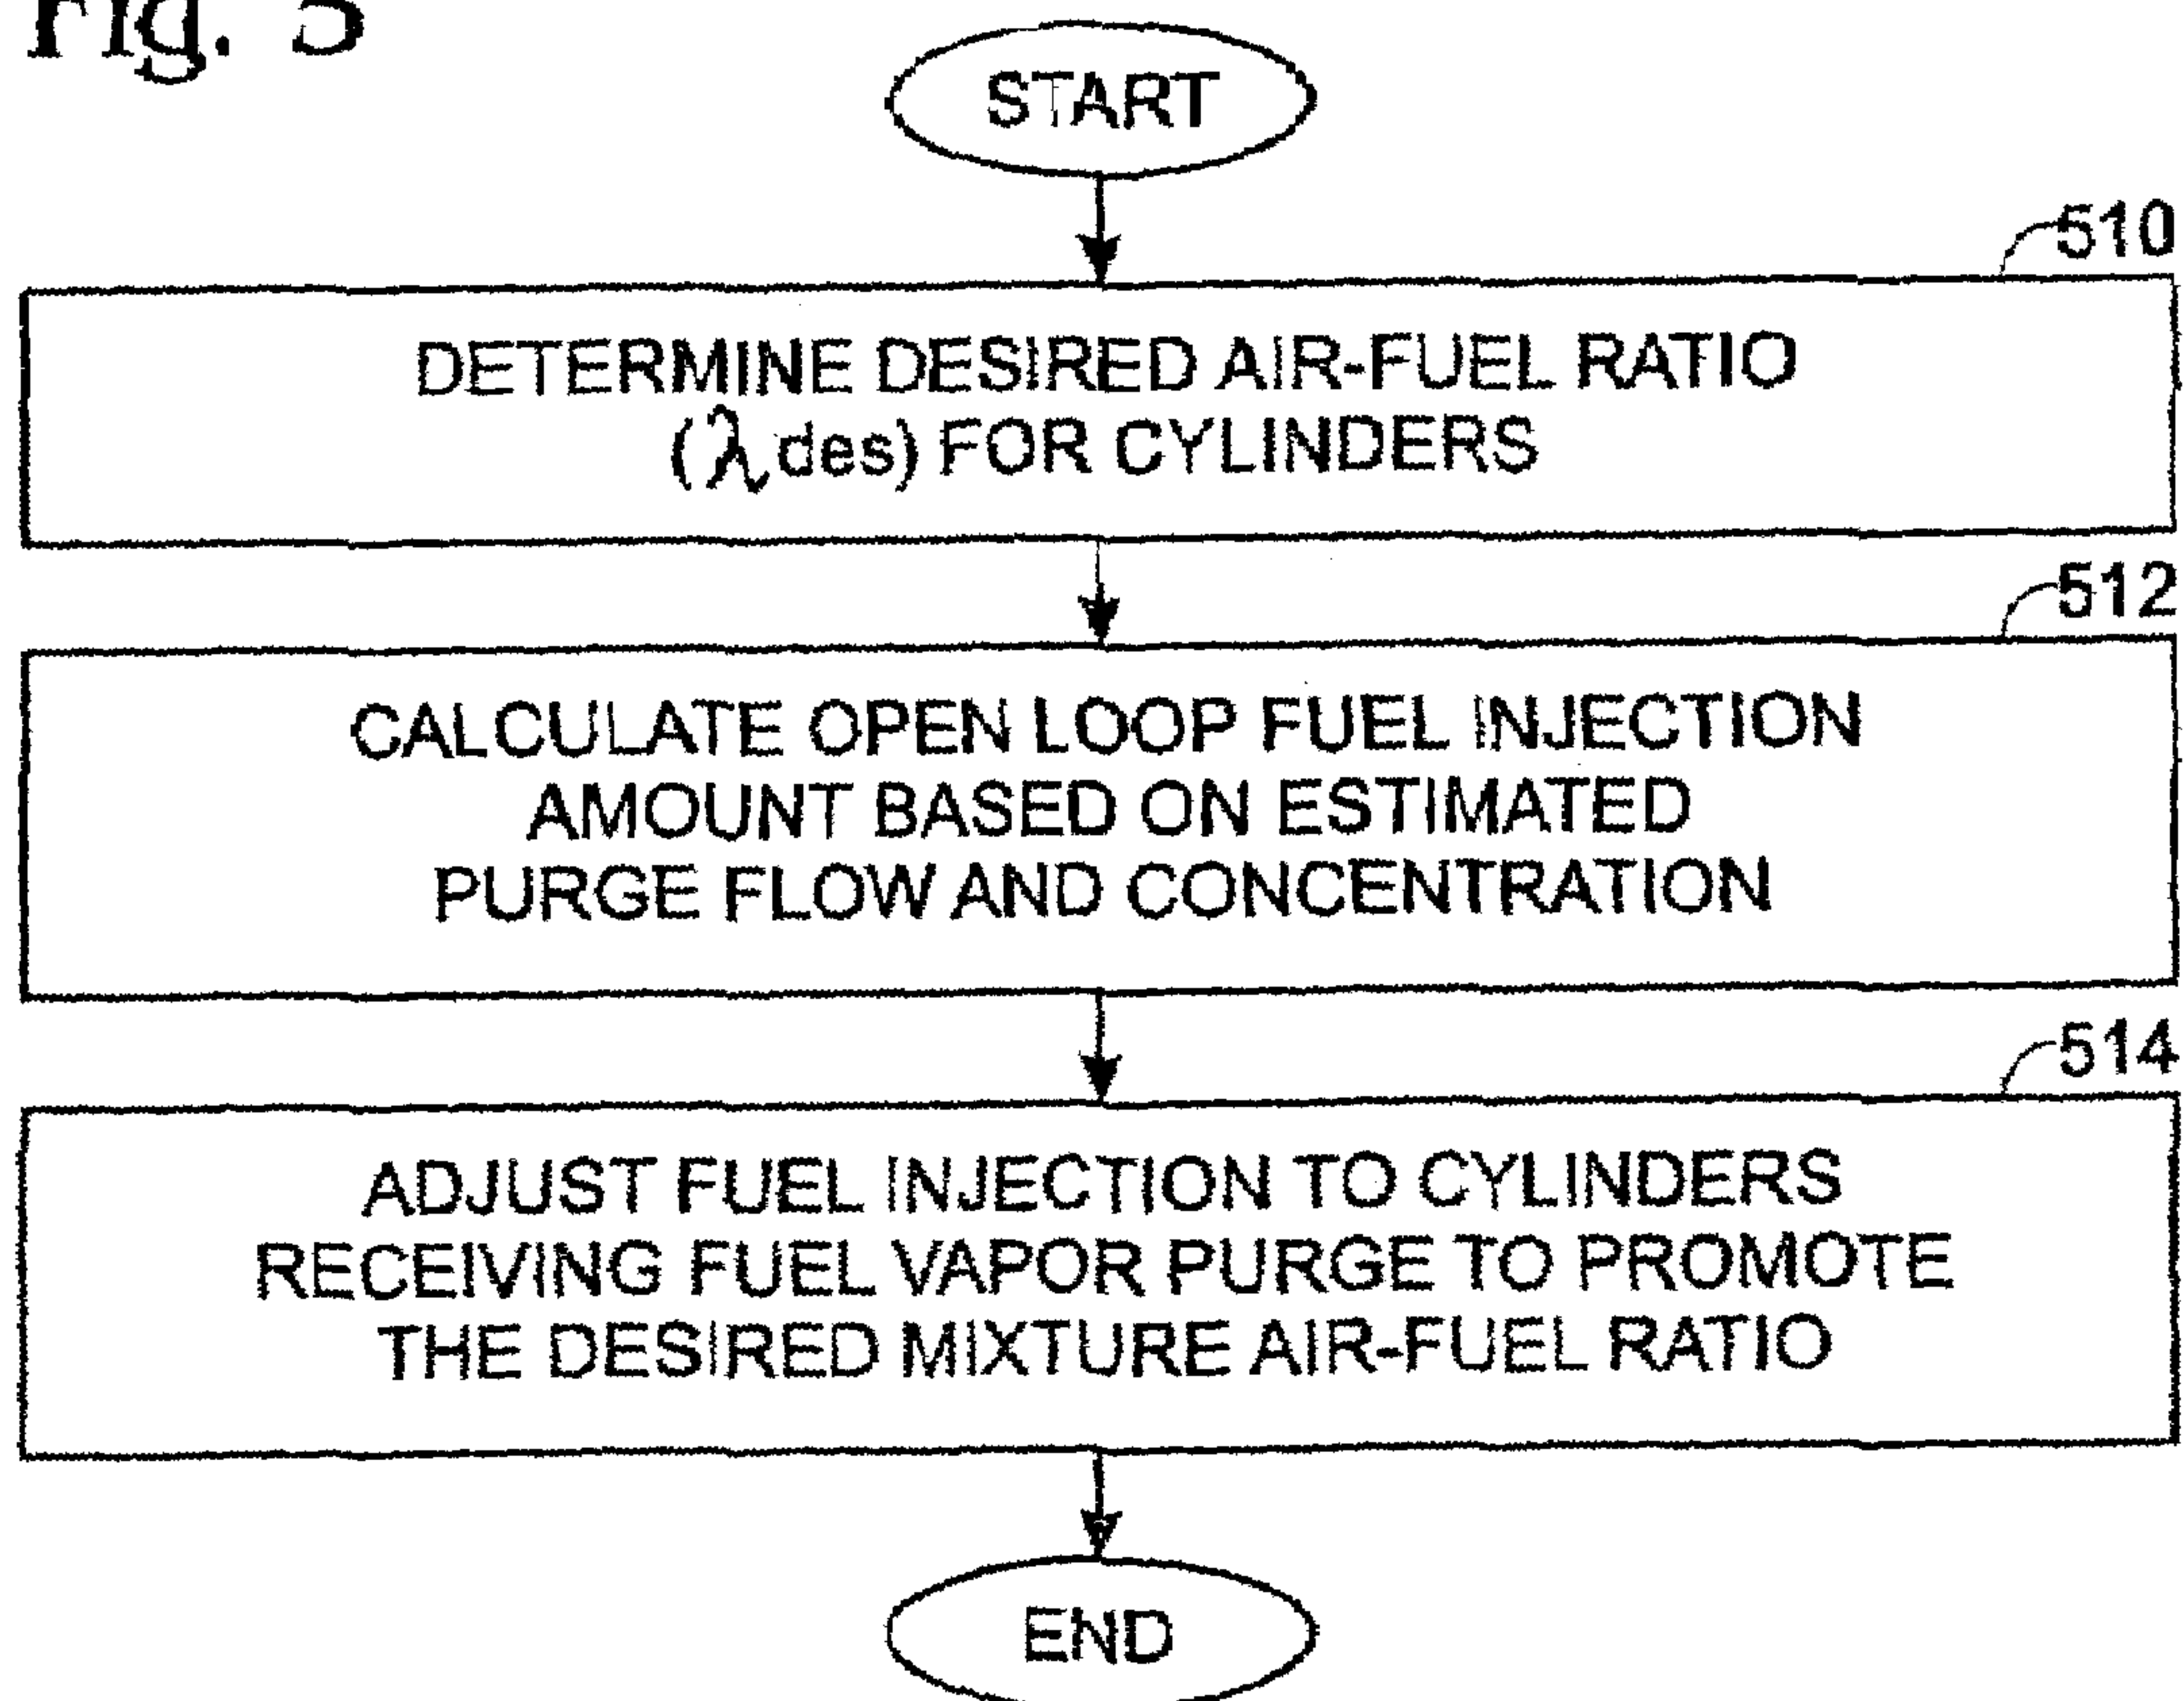 Fig. 5
START
510
DETERMINE DESIRED AIR-FUEL RATIO
(λ des) FOR CYLINDERS
512
CALCULATE OPEN LOOP FUEL INJECTION
AMOUNT BASED ON ESTIMATED
PURGE FLOW AND CONCENTRATION
514
ADJUST FUEL INJECTION TO CYLINDERS
RECEIVING FUEL VAPOR PURGE TO PROMOTE
THE DESIRED MIXTURE AIR-FUEL RATIO
END